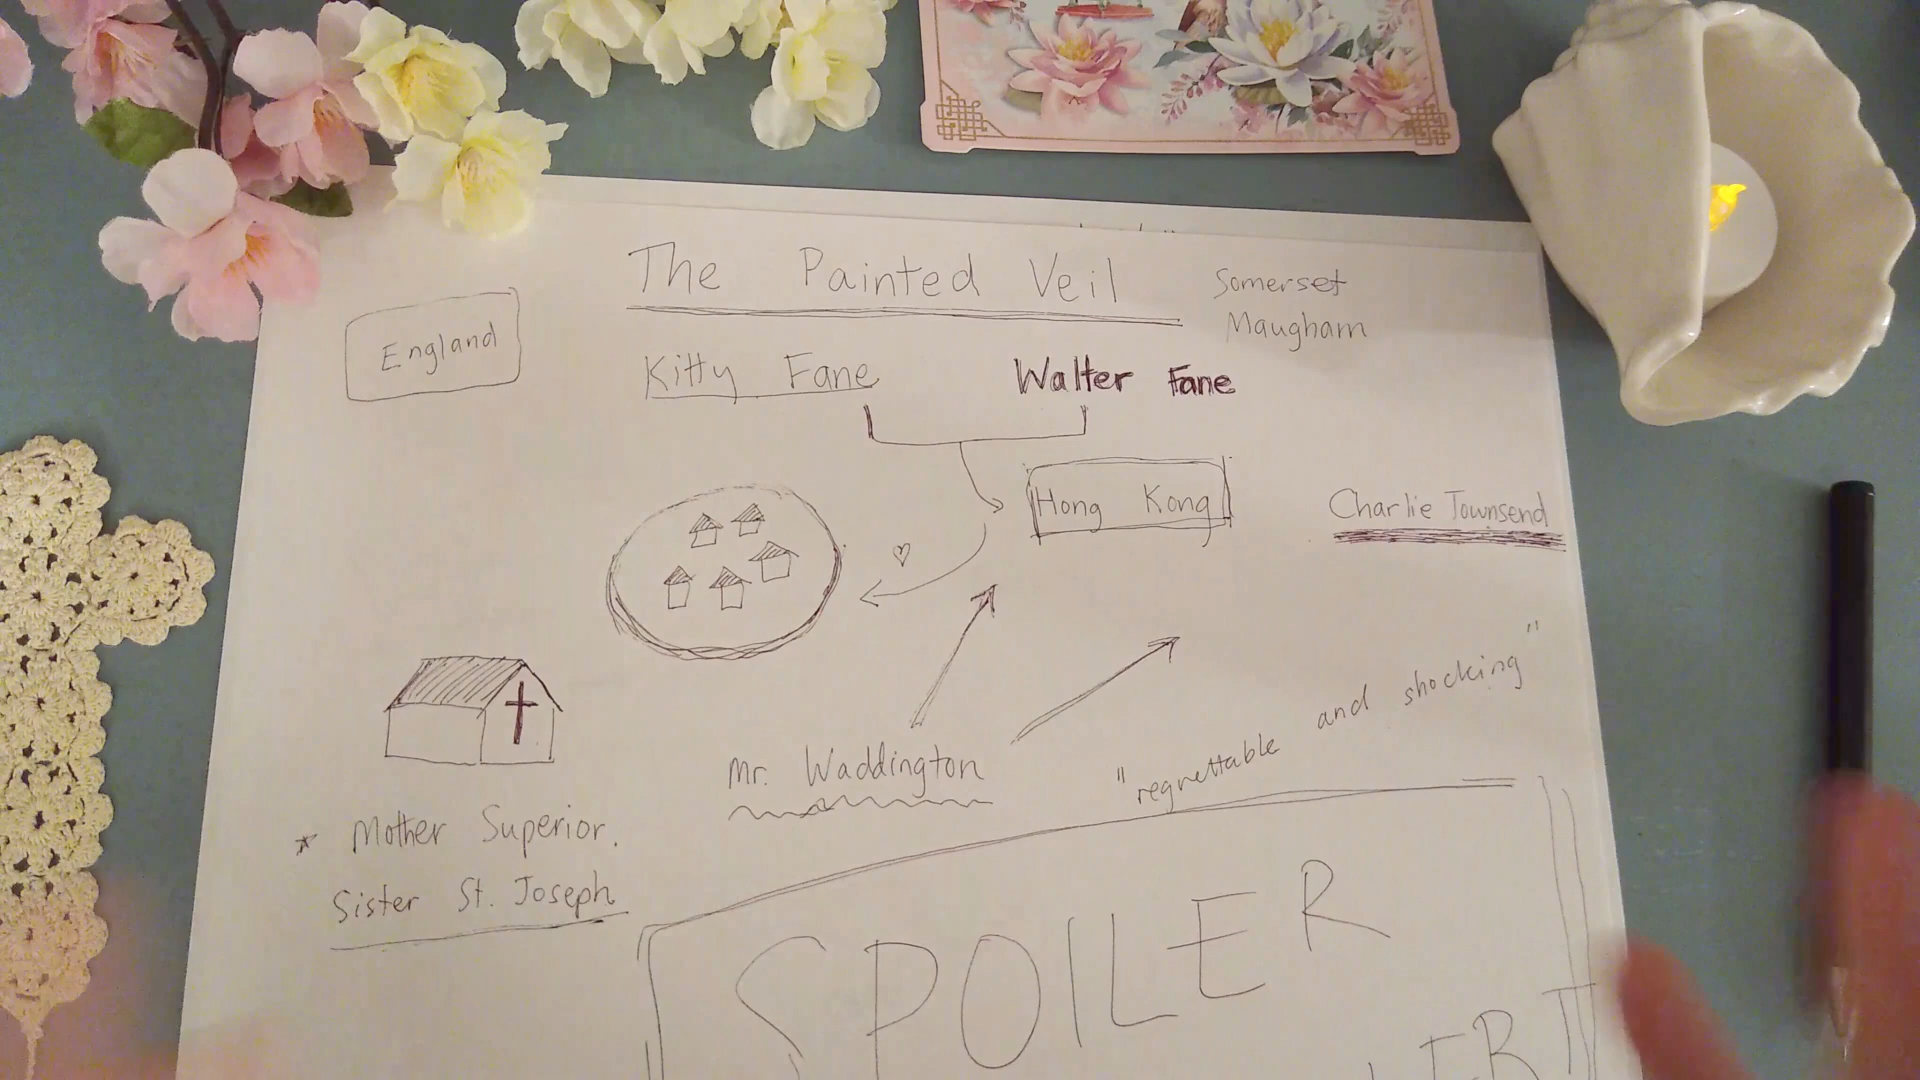 The Painted Veil
Somerset
Maugham
England
Kitty Fane
Walter Fane
Hong Kong
Charlie Townsend
Mr. Waddington
"regrettable and shocking"
* Mother Superior.
Sister St. Joseph
SPOILER